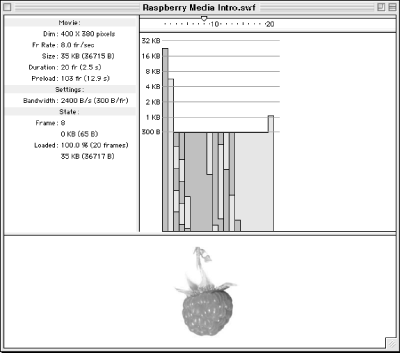 Raspberry Media Intro.swf
Movie:
Dim: 400 X 380 pixels
Fr Rate: 8.0 fr/sec
Size: 35 KB (36715 B)
Duration: 20 fr (2.5 s)
Preload: 103 fr (12.9 s)
Settings:
Bandwidth: 2400 B/s (300 B/fr)
State:
Frame: 8
0 KB (65 B)
Loaded: 100.0 % (20 frames)
35 KB (36717 B)
10 20
32 KB
16 KB
8 KB
4 KB
2 KB
1 KB
300 B